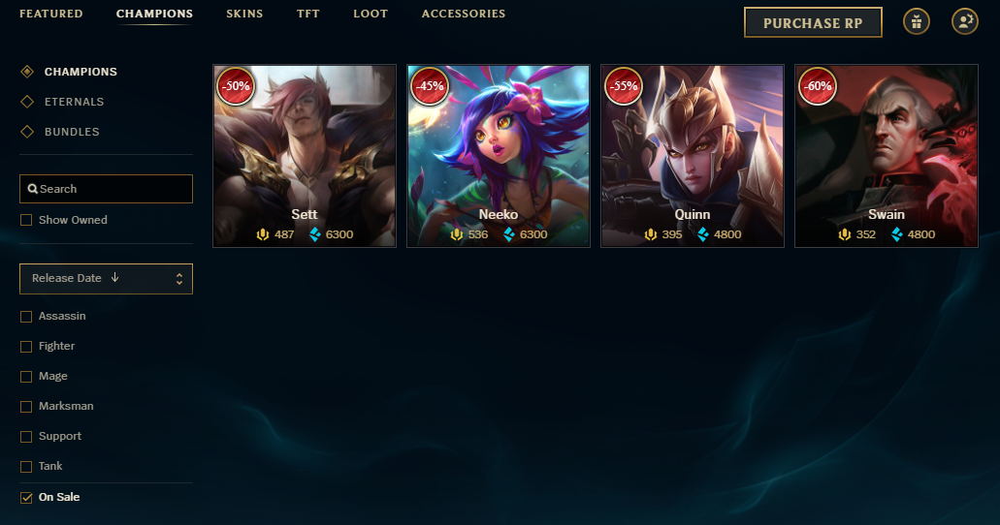 FEATURED CHAMPIONS SKINS TFT LOOT ACCESSORIES
PURCHASE RP
CHAMPIONS
ETERNALS
BUNDLES
Search
Show Owned
Release Date
Assassin
Fighter
Mage
Marksman
Support
Tank
On Sale
-50%
Sett
487 6300
-45%
Neeko
536 6300
-55%
Quinn
395 4800
-60%
Swain
352 4800